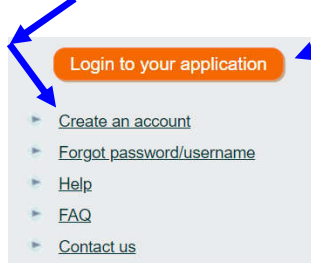 Login to your application
Create an account
Forgot password/username
Help
FAQ
Contact us